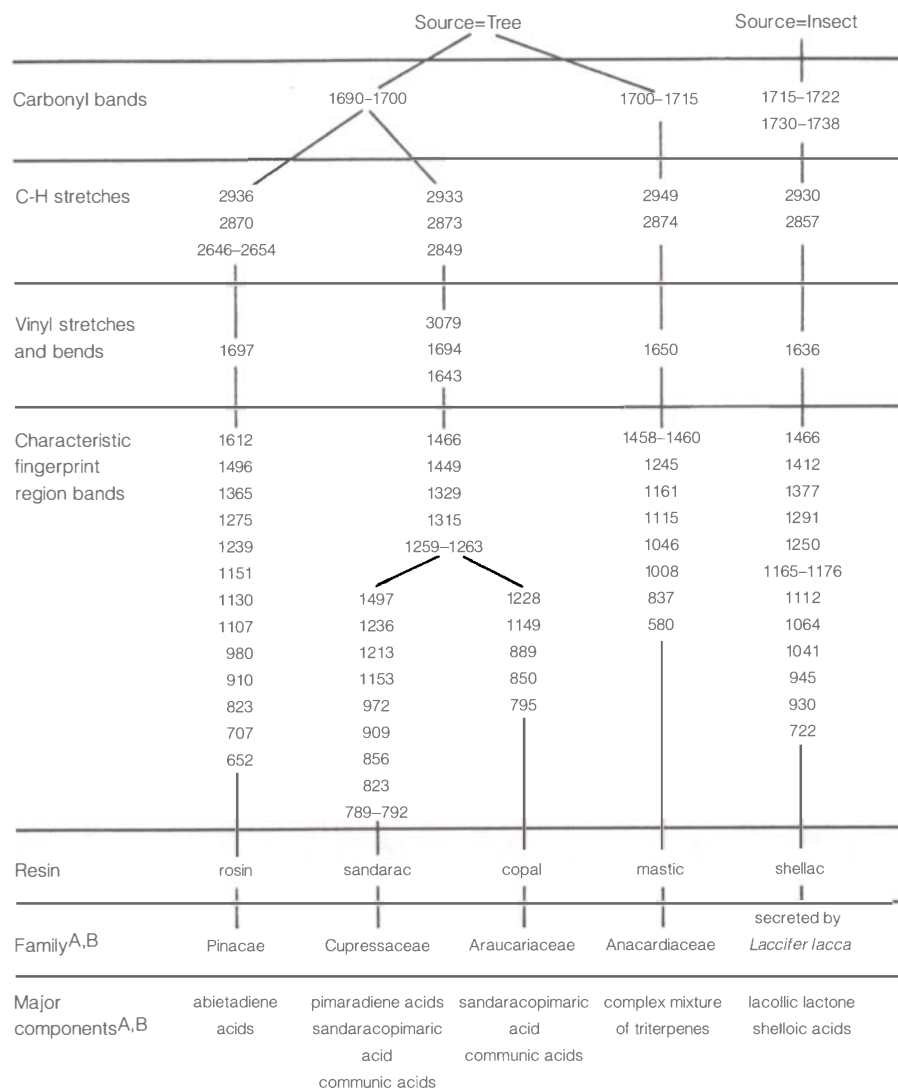 Source=Tree Source=Insect
Carbonyl bands 1690–1700 1700–1715 1715–1722
1730–1738
C-H stretches 2936 2933 2949 2930
2870 2873 2874 2857
2646–2654 2849
Vinyl stretches 3079
and bends 1697 1694 1650 1636
1643
Characteristic 1612 1466 1458–1460 1466
fingerprint 1496 1449 1245 1412
region bands 1365 1329 1161 1377
1275 1315 1115 1291
1239 1259–1263 1046 1250
1151 1008 1165–1176
1130 1497 1228 837 1112
1107 1236 1149 580 1064
980 1213 889 1041
910 1153 850 945
823 972 795 930
707 909 722
652 856
823
789–792
Resin rosin sandarac copal mastic shellac
secreted by
FamilyA,B Pinacae Cupressaceae Araucariaceae Anacardiaceae Laccifer lacca
Major abietadiene pimaradiene acids sandaracopimaric complex mixture lacollic lactone
componentsA,B acids sandaracopimaric acid of triterpenes shelloic acids
acid communic acids
communic acids